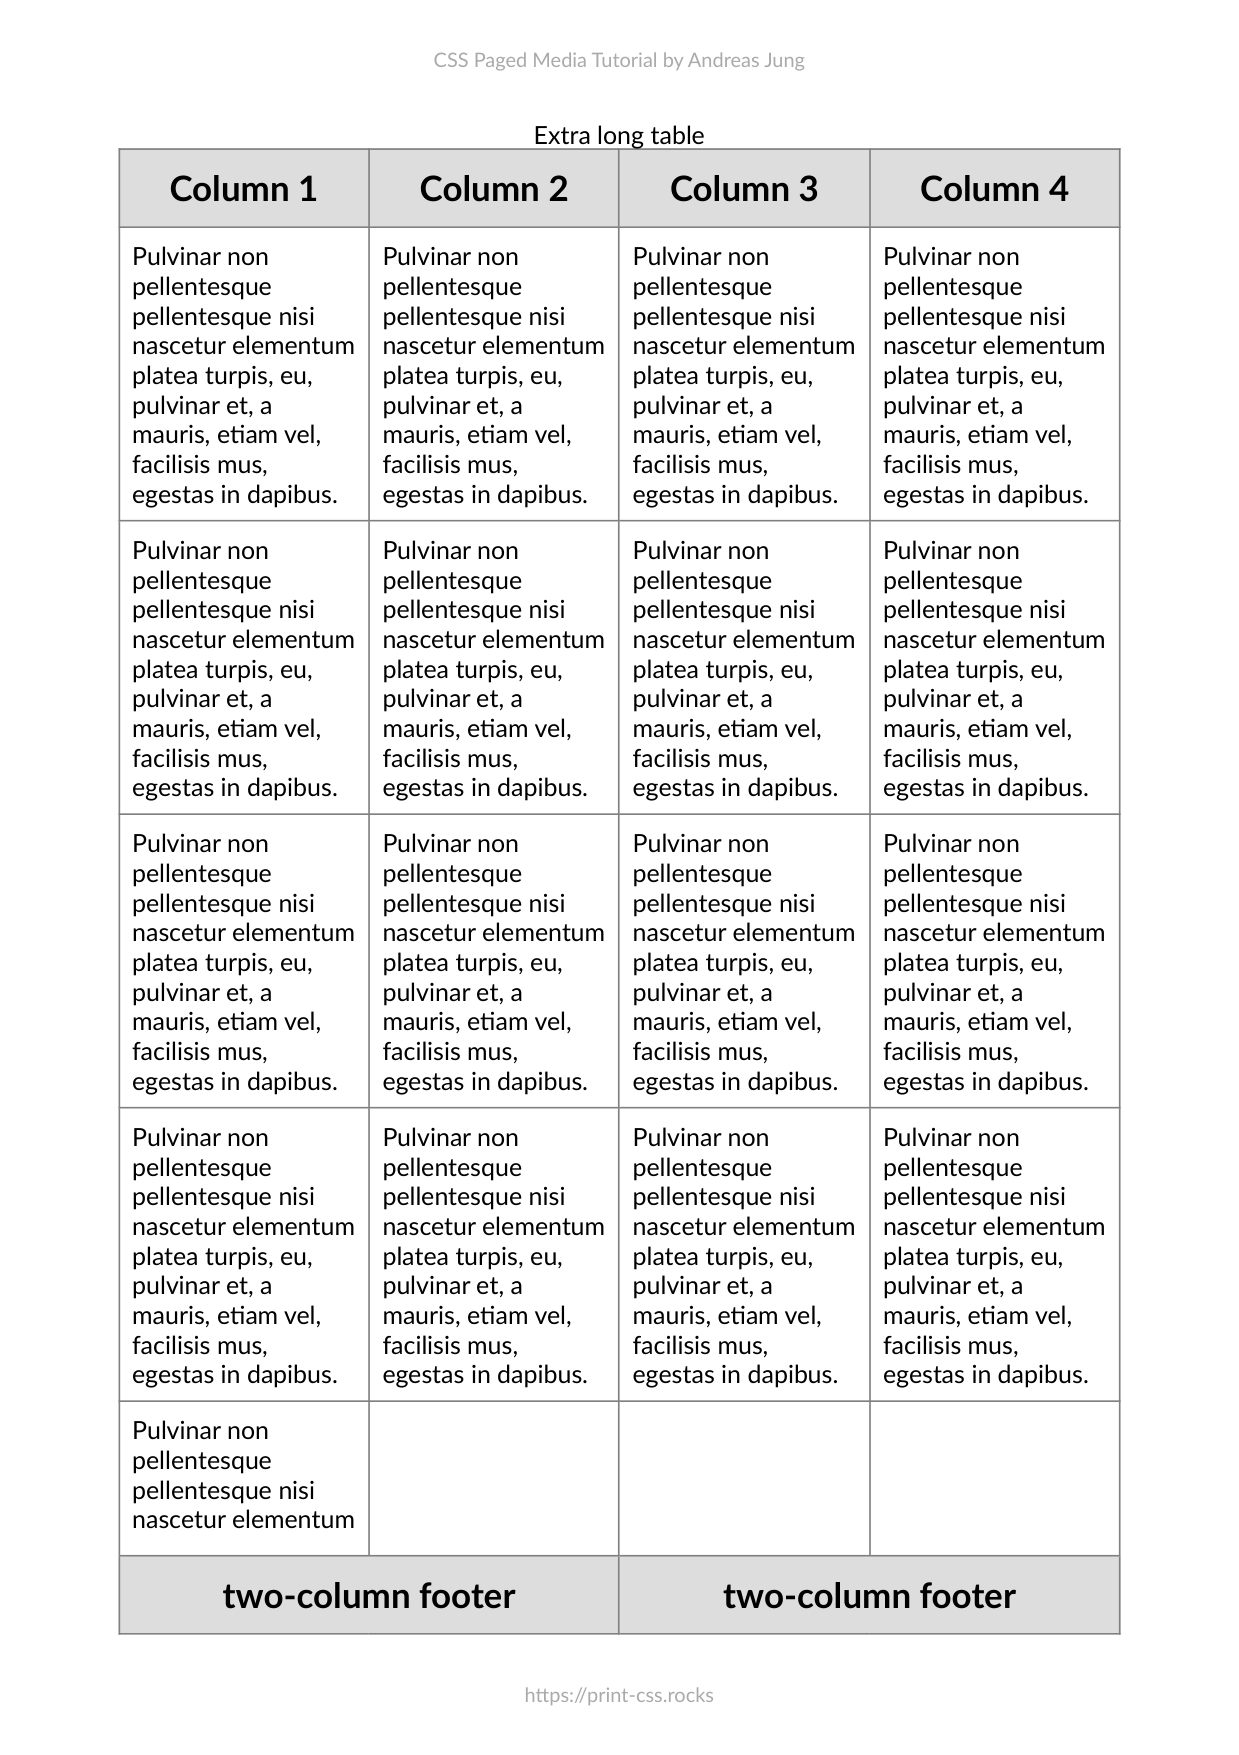 CSS Paged Media Tutorial by Andreas Jung
Extra long table
Column 1 Column 2 Column 3 Column 4
Pulvinar non Pulvinar non Pulvinar non Pulvinar non
pellentesque pellentesque pellentesque pellentesque
pellentesque nisi pellentesque nisi pellentesque nisi pellentesque nisi
nascetur elementum nascetur elementum nascetur elementum nascetur elementum
platea turpis, eu, platea turpis, eu, platea turpis, eu, platea turpis, eu,
pulvinar et, a pulvinar et, a pulvinar et, a pulvinar et, a
mauris, etiam vel, mauris, etiam vel, mauris, etiam vel, mauris, etiam vel,
facilisis mus, facilisis mus, facilisis mus, facilisis mus,
egestas in dapibus. egestas in dapibus. egestas in dapibus. egestas in dapibus.
Pulvinar non Pulvinar non Pulvinar non Pulvinar non
pellentesque pellentesque pellentesque pellentesque
pellentesque nisi pellentesque nisi pellentesque nisi pellentesque nisi
nascetur elementum nascetur elementum nascetur elementum nascetur elementum
platea turpis, eu, platea turpis, eu, platea turpis, eu, platea turpis, eu,
pulvinar et, a pulvinar et, a pulvinar et, a pulvinar et, a
mauris, etiam vel, mauris, etiam vel, mauris, etiam vel, mauris, etiam vel,
facilisis mus, facilisis mus, facilisis mus, facilisis mus,
egestas in dapibus. egestas in dapibus. egestas in dapibus. egestas in dapibus.
Pulvinar non Pulvinar non Pulvinar non Pulvinar non
pellentesque pellentesque pellentesque pellentesque
pellentesque nisi pellentesque nisi pellentesque nisi pellentesque nisi
nascetur elementum nascetur elementum nascetur elementum nascetur elementum
platea turpis, eu, platea turpis, eu, platea turpis, eu, platea turpis, eu,
pulvinar et, a pulvinar et, a pulvinar et, a pulvinar et, a
mauris, etiam vel, mauris, etiam vel, mauris, etiam vel, mauris, etiam vel,
facilisis mus, facilisis mus, facilisis mus, facilisis mus,
egestas in dapibus. egestas in dapibus. egestas in dapibus. egestas in dapibus.
Pulvinar non Pulvinar non Pulvinar non Pulvinar non
pellentesque pellentesque pellentesque pellentesque
pellentesque nisi pellentesque nisi pellentesque nisi pellentesque nisi
nascetur elementum nascetur elementum nascetur elementum nascetur elementum
platea turpis, eu, platea turpis, eu, platea turpis, eu, platea turpis, eu,
pulvinar et, a pulvinar et, a pulvinar et, a pulvinar et, a
mauris, etiam vel, mauris, etiam vel, mauris, etiam vel, mauris, etiam vel,
facilisis mus, facilisis mus, facilisis mus, facilisis mus,
egestas in dapibus. egestas in dapibus. egestas in dapibus. egestas in dapibus.
Pulvinar non
pellentesque
pellentesque nisi
nascetur elementum
two-column footer two-column footer
https://print-css.rocks